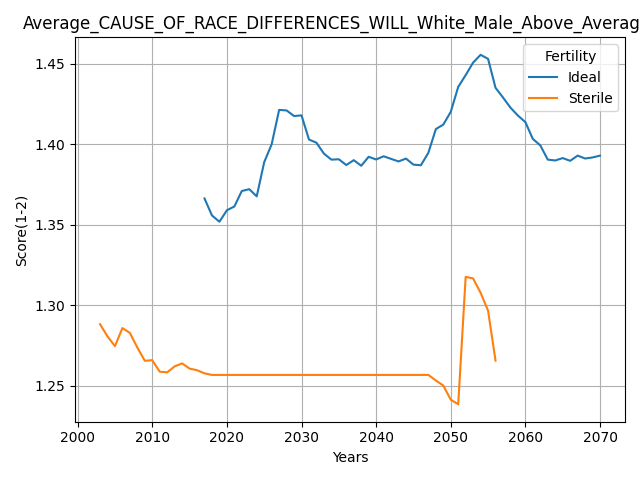 Average_CAUSE_OF_RACE_DIFFERENCES_WILL_White_Male_Above_Averag
Fertility
Ideal
Sterile
Score(1-2)
1.45
1.40
1.35
1.30
1.25
2000 2010 2020 2030 2040 2050 2060 2070
Years